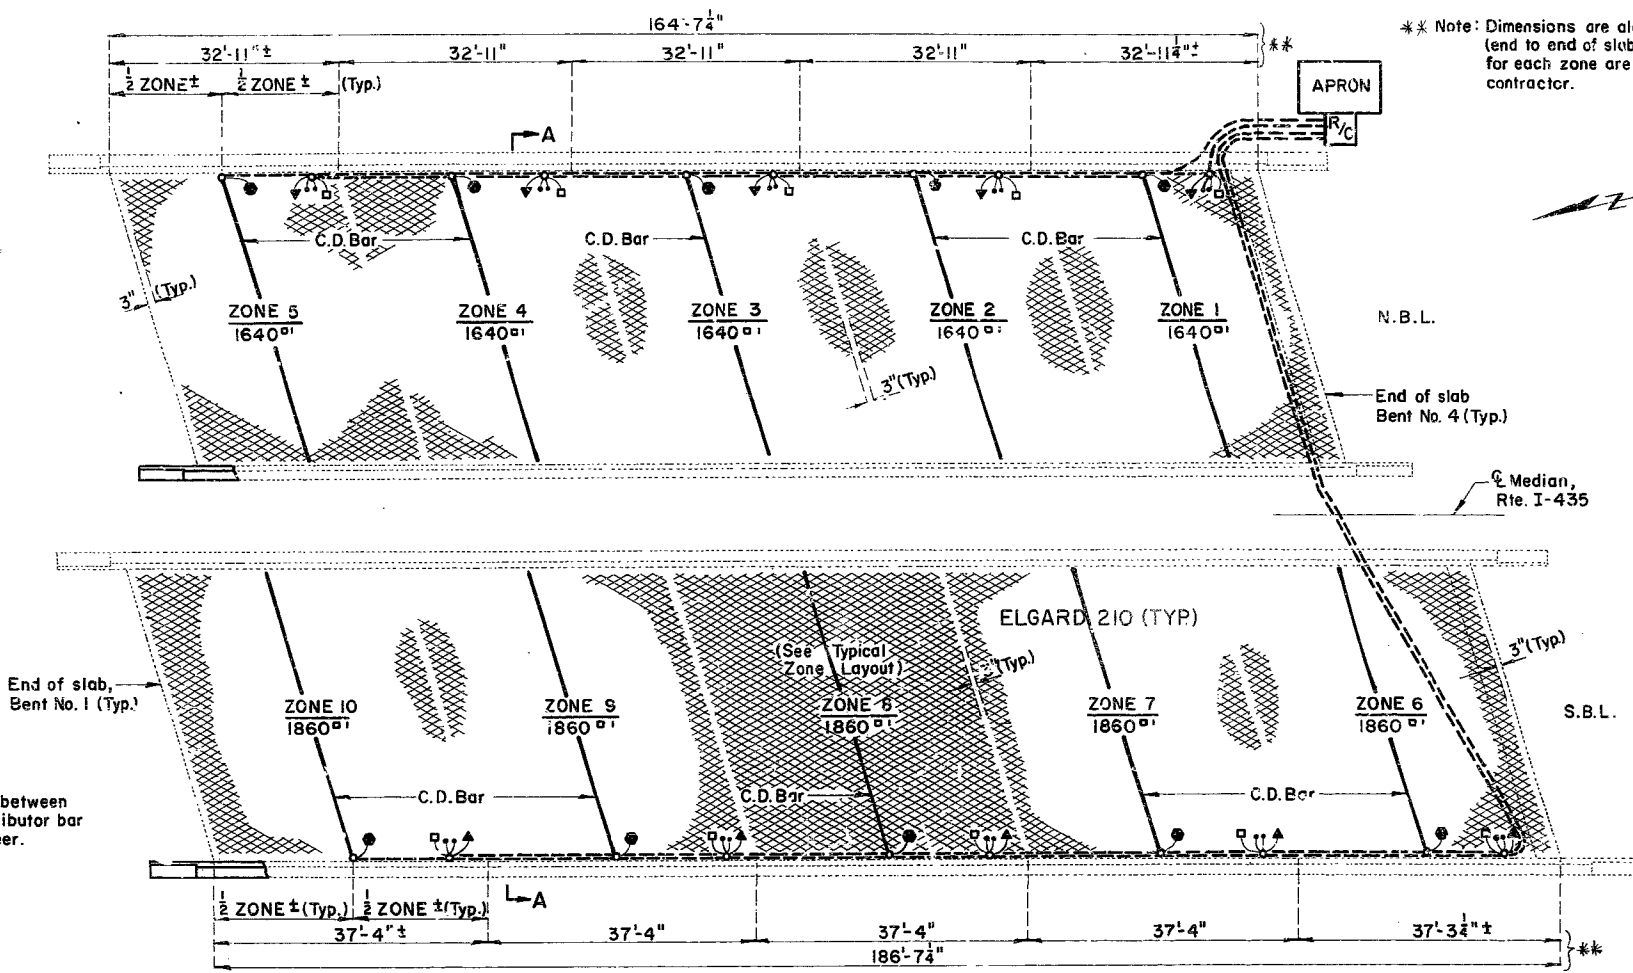 164'-7 1/4"
** Note: Dimensions are
(end to end of slab
for each zone are
contractor.
32'-11"±
32'-11"
32'-11"
32'-11"
32'-11 1/4"±
**
1/2 ZONE±
1/2 ZONE±
(Typ.)
APRON
R/C
A
N
C.D. Bar
C.D. Bar
C.D. Bar
3" (Typ.)
ZONE 5
1640□'
ZONE 4
1640□'
ZONE 3
1640□'
ZONE 2
1640□'
ZONE 1
1640□'
N.B.L.
3" (Typ.)
End of slab
Bent No. 4 (Typ.)
℄ Median,
Rte. I-435
ELGARD 210 (TYP)
(See Typical
Zone Layout)
(Typ.)
3" (Typ.)
End of slab,
Bent No. 1 (Typ.)
ZONE 10
1860□'
ZONE 9
1860□'
ZONE 8
1860□'
ZONE 7
1860□'
ZONE 6
1860□'
S.B.L.
between
ibutor bar
eer.
C.D. Bar
C.D. Bar
C.D. Bar
1/2 ZONE±(Typ.)
1/2 ZONE±(Typ.)
A
37'-4"±
37'-4"
37'-4"
37'-4"
37'-3 1/4"±
186'-7 1/4"
**